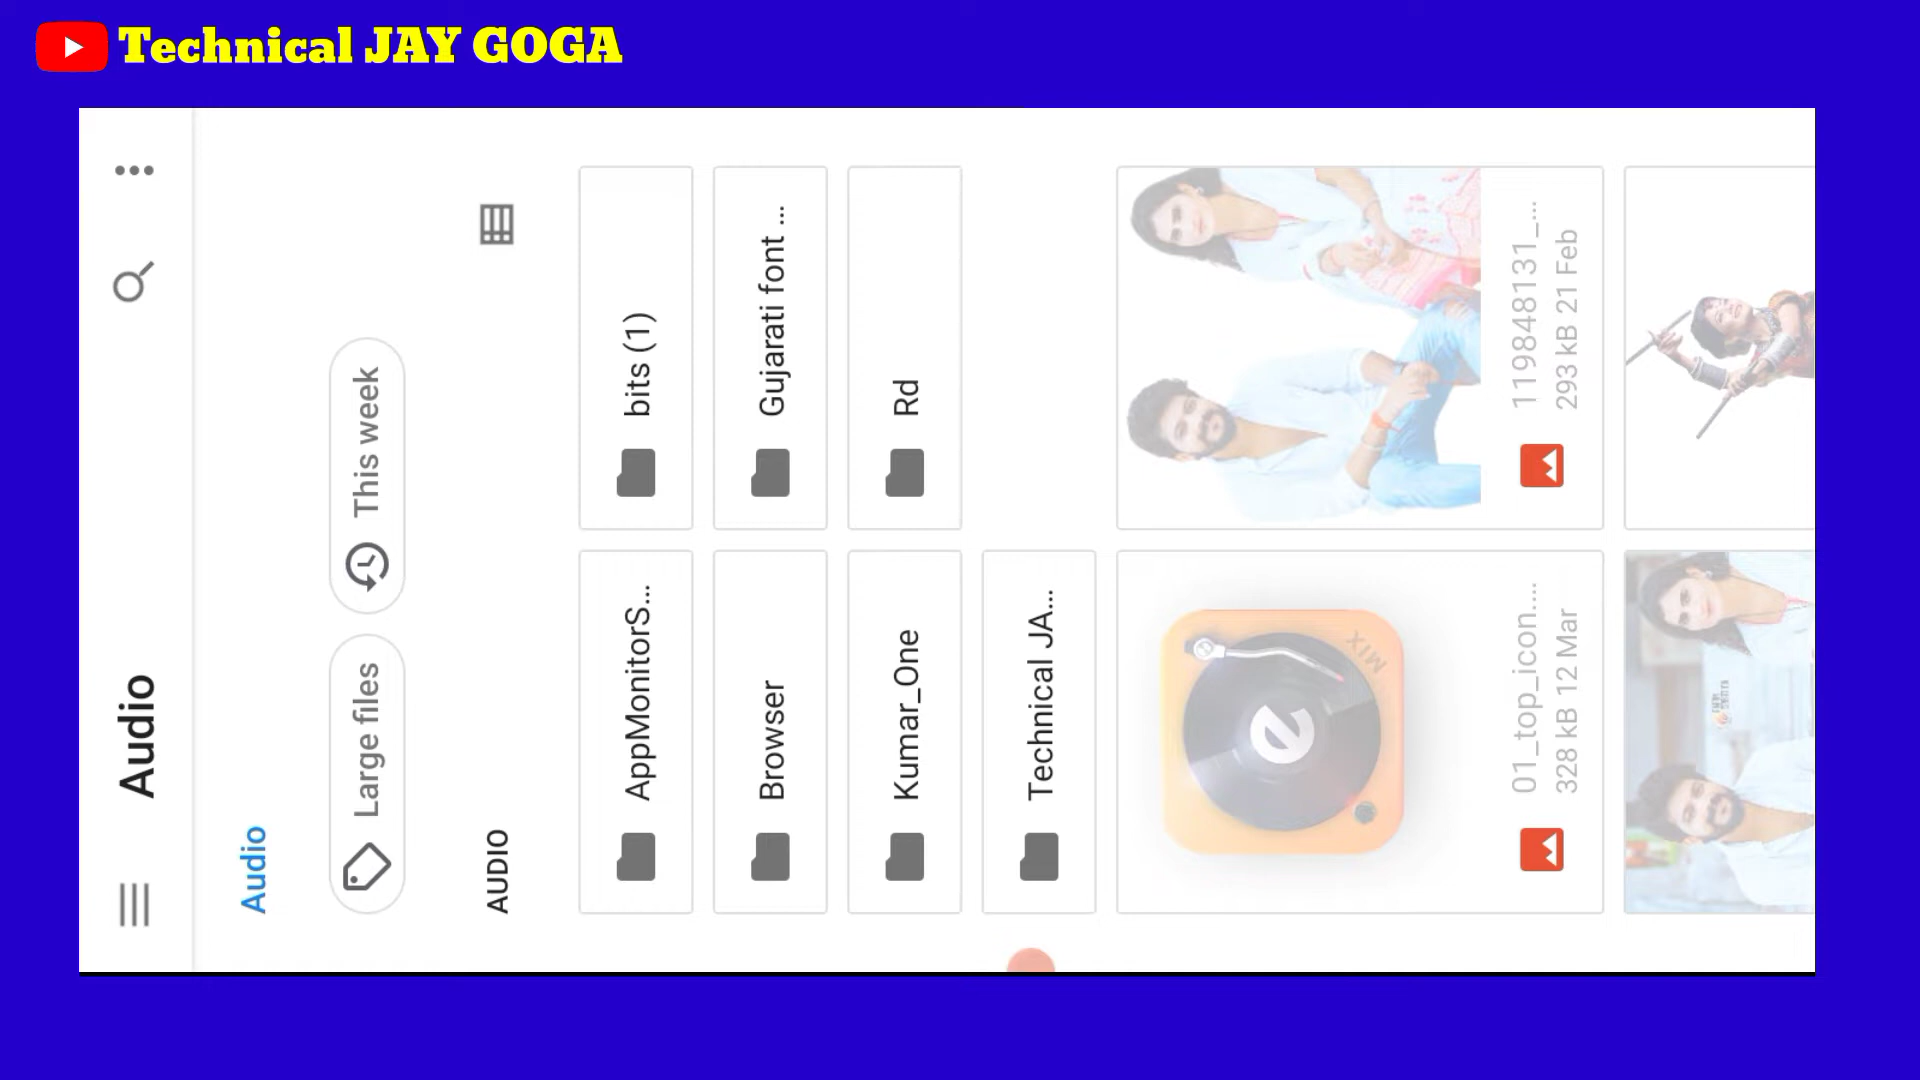 Technical JAY GOGA
Audio
Audio
Large files
This week
AUDIO
AppMonitorS...
bits (1)
Browser
Gujarati font ...
Kumar_One
Rd
Technical JA...
MIX
01_top_icon....
328 kB 12 Mar
119848131_...
293 kB 21 Feb